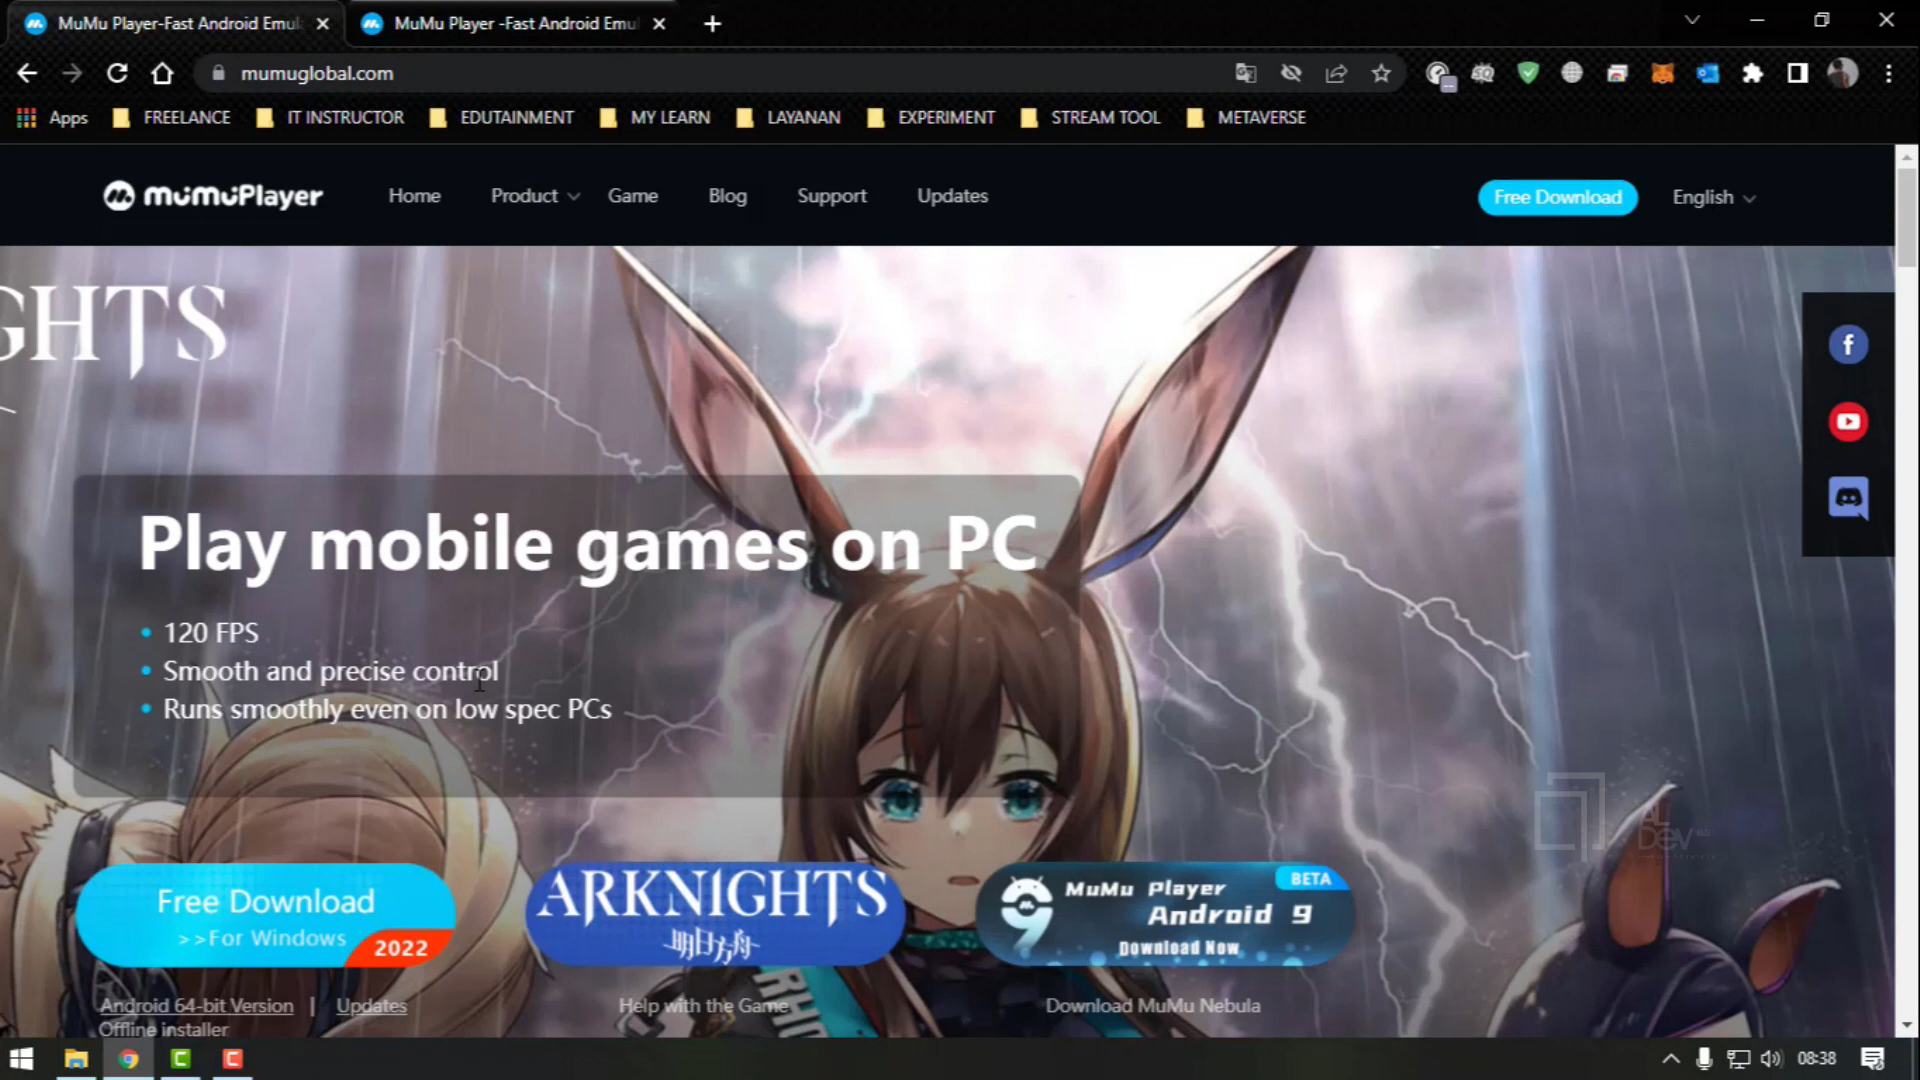 MuMu Player-Fast Android Emul
MuMu Player -Fast Android Emul
mumuglobal.com
Apps
FREELANCE
IT INSTRUCTOR
EDUTAINMENT
MY LEARN
LAYANAN
EXPERIMENT
STREAM TOOL
METAVERSE
MuMuPlayer
Home
Product
Game
Blog
Support
Updates
Free Download
English
GHTS
Play mobile games on PC
120 FPS
Smooth and precise control
Runs smoothly even on low spec PCs
Free Download
>>For Windows
2022
ARKNIGHTS
明日方舟
BETA
MuMu Player
Android 9
Download Now
Android 64-bit Version | Updates
Offline installer
Help with the Game
Download MuMu Nebula
08:38